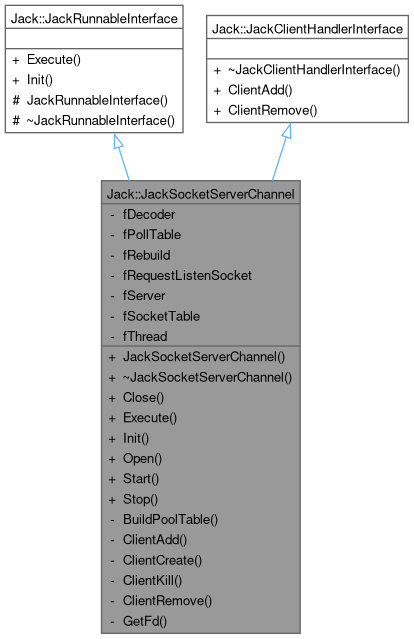 Jack::JackRunnableInterface
+ Execute()
+ Init()
# JackRunnableInterface()
# ~JackRunnableInterface()
Jack::JackClientHandlerInterface
+ ~JackClientHandlerInterface()
+ ClientAdd()
+ ClientRemove()
Jack::JackSocketServerChannel
- fDecoder
- fPollTable
- fRebuild
- fRequestListenSocket
- fServer
- fSocketTable
- fThread
+ JackSocketServerChannel()
+ ~JackSocketServerChannel()
+ Close()
+ Execute()
+ Init()
+ Open()
+ Start()
+ Stop()
- BuildPoolTable()
- ClientAdd()
- ClientCreate()
- ClientKill()
- ClientRemove()
- GetFd()